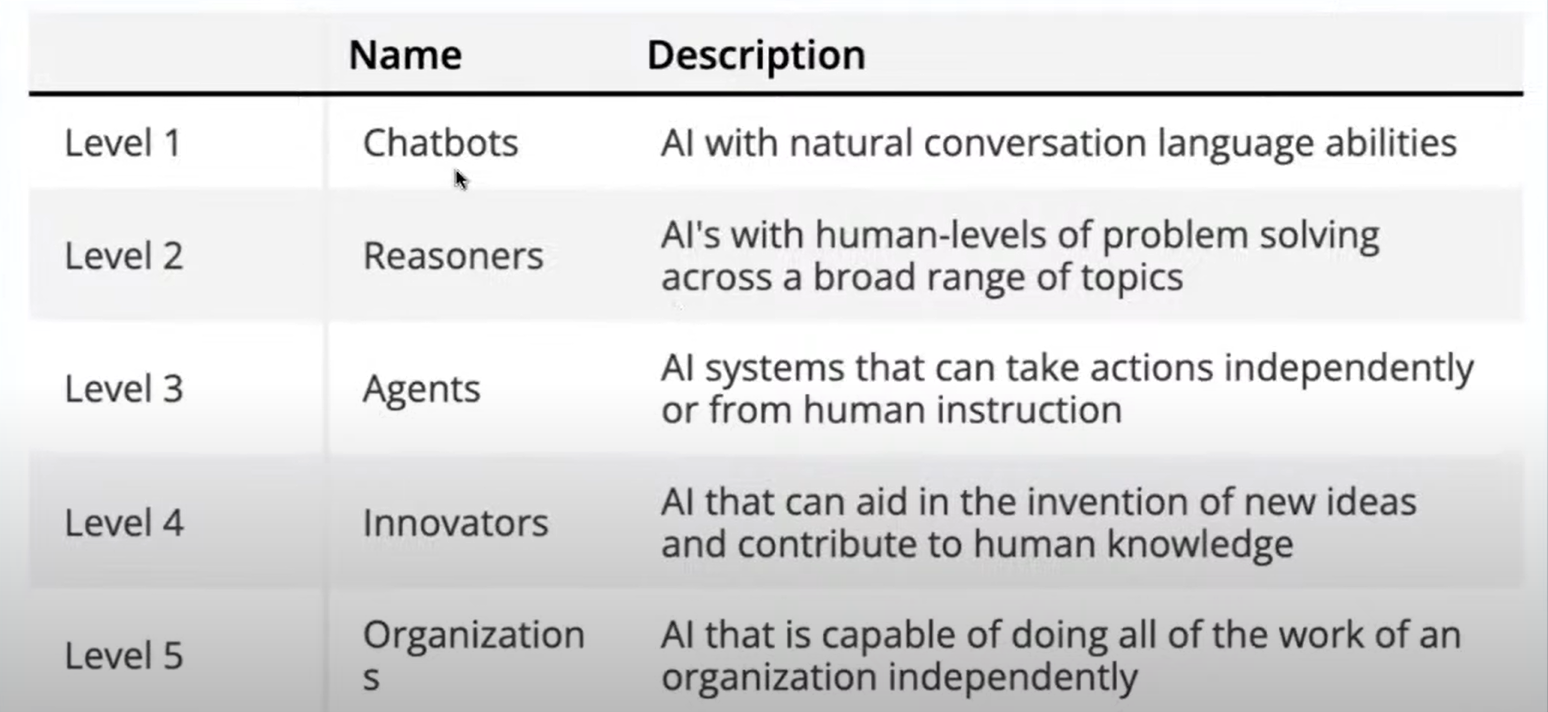 Name Description
Level 1 Chatbots AI with natural conversation language abilities
Level 2 Reasoners AI's with human-levels of problem solving
across a broad range of topics
Level 3 Agents AI systems that can take actions independently
or from human instruction
Level 4 Innovators AI that can aid in the invention of new ideas
and contribute to human knowledge
Level 5 Organization
s AI that is capable of doing all of the work of an
organization independently